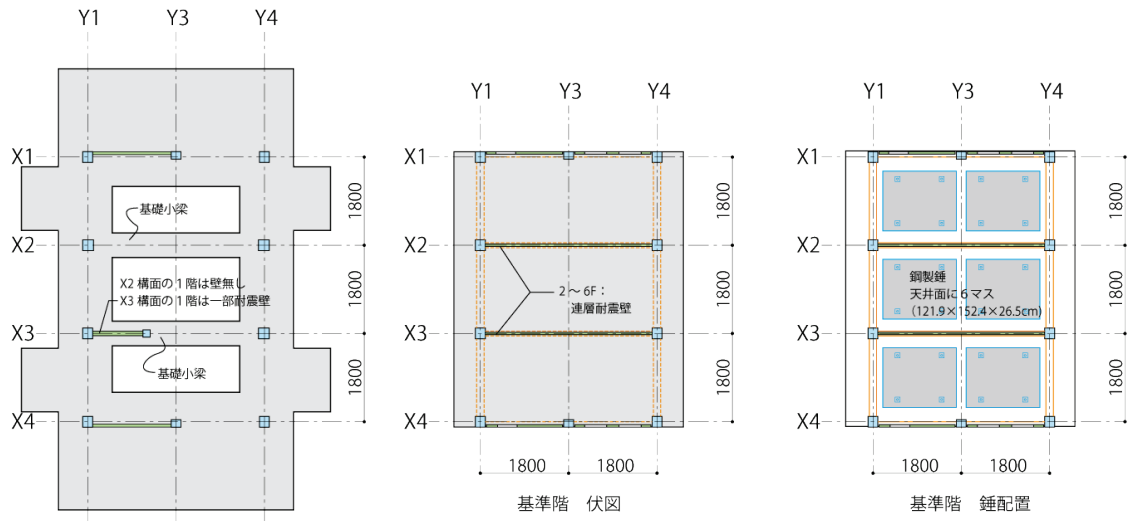 Y1 Y3 Y4
X1
X2
X3
X4
基礎小梁
X2 構面の1階は壁無し
X3 構面の1階は一部耐震壁
基礎小梁
1800
1800
1800
Y1 Y3 Y4
X1
X2
X3
X4
2～6F：
連層耐震壁
1800
1800
1800
1800 1800
基準階 伏図
Y1 Y3 Y4
X1
X2
X3
X4
鋼製錘
天井面に6マス
（121.9×152.4×26.5cm）
1800
1800
1800
1800 1800
基準階 錘配置